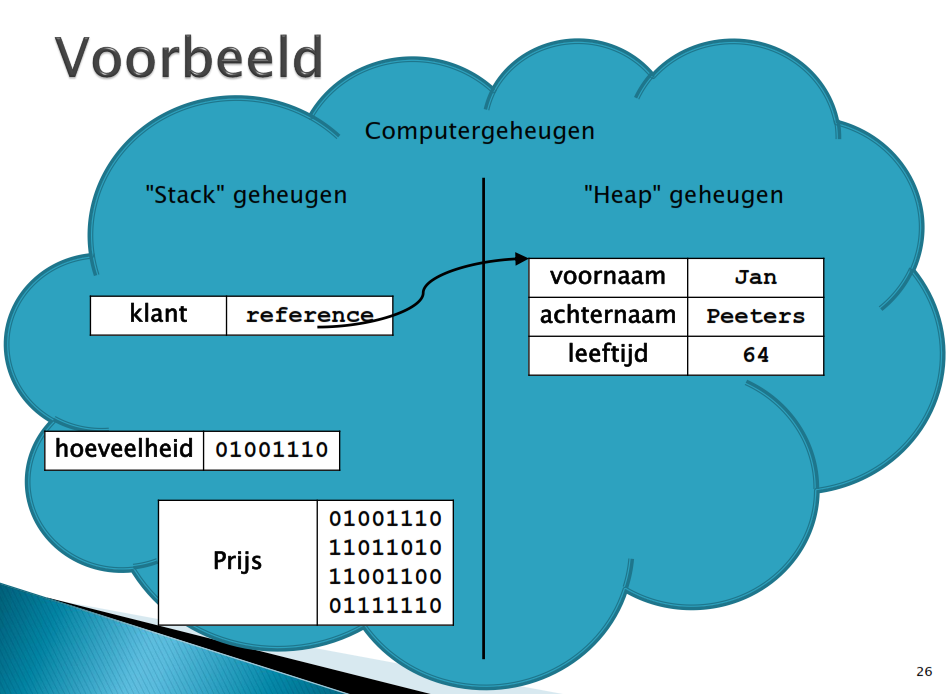 Voorbeeld
Computergeheugen
"Stack" geheugen
"Heap" geheugen
klant reference
voornaam Jan
achternaam Peeters
leeftijd 64
hoeveelheid 01001110
Prijs
01001110
11011010
11001100
01111110
26